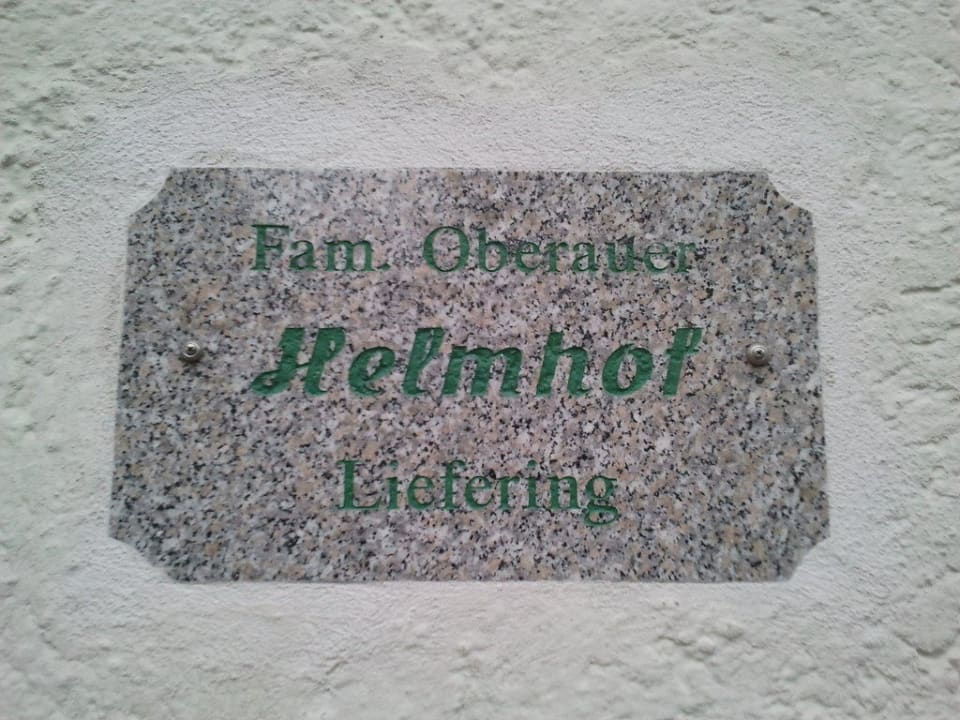 Fam. Oberauer
Helmhof
Liefering